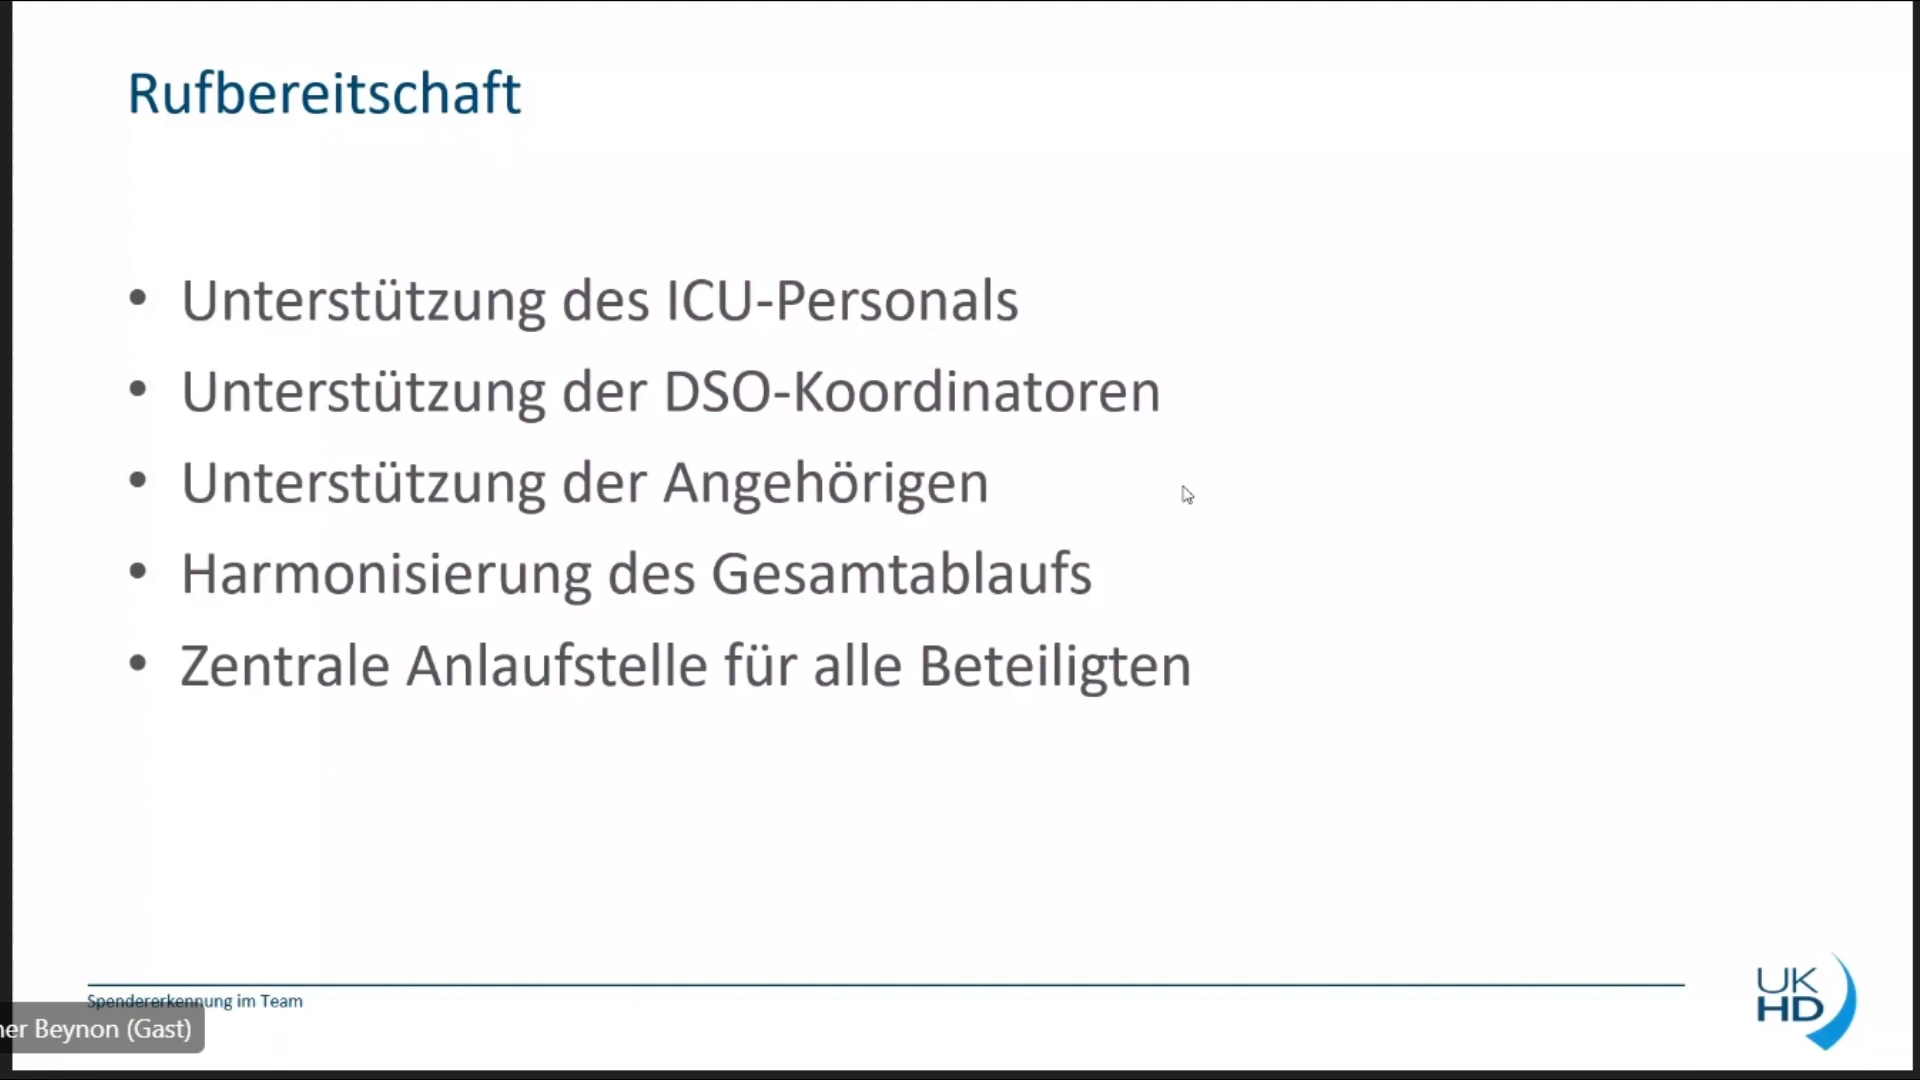 Rufbereitschaft
• Unterstützung des ICU-Personals
• Unterstützung der DSO-Koordinatoren
• Unterstützung der Angehörigen
• Harmonisierung des Gesamtablaufs
• Zentrale Anlaufstelle für alle Beteiligten
Spendererkennung im Team
Beynon (Gast)
UK
HD